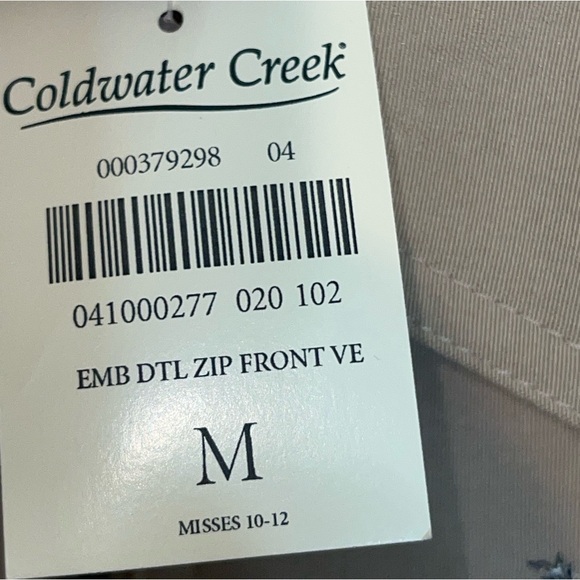 Coldwater Creek
000379298 04
041000277 020 102
EMB DTL ZIP FRONT VE
M
MISSES 10-12